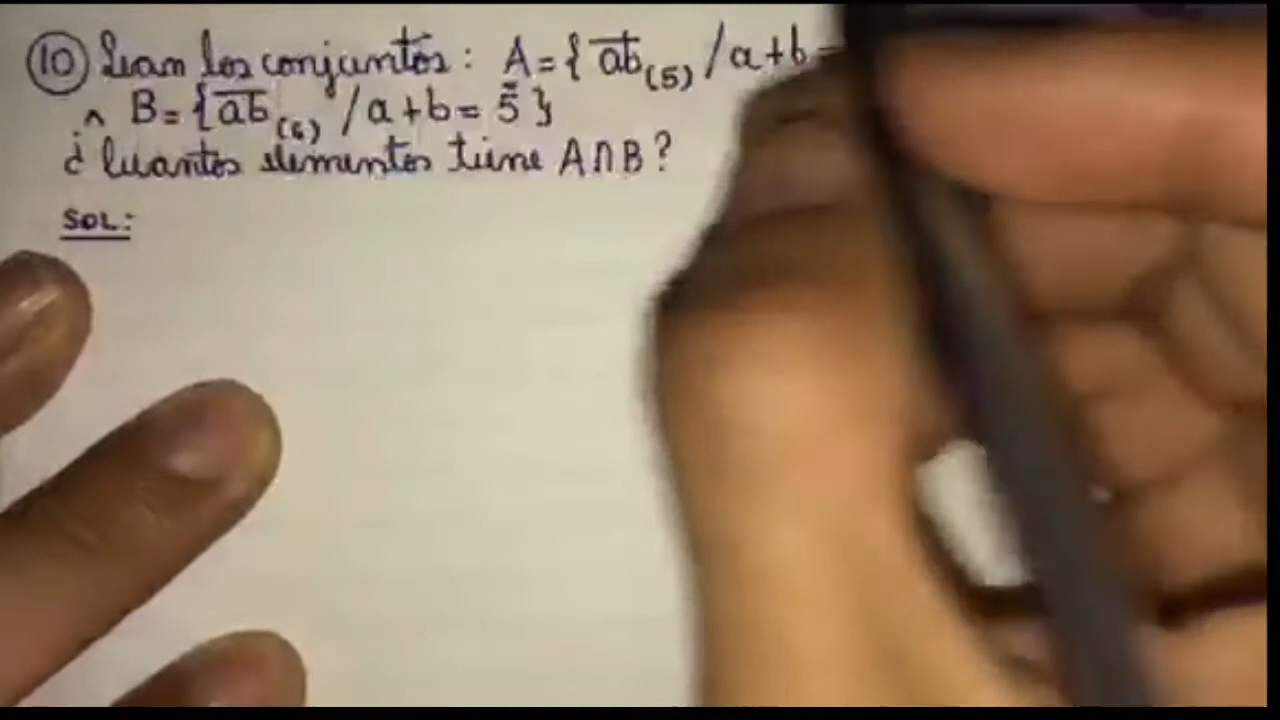 10 Sean los conjuntos: A = { ab̅ (5) / a + b =
^ B = { ab̅ (6) / a + b = 5̈ }
¿ Cuantos elementos tiene A ∩ B ?
SOL: